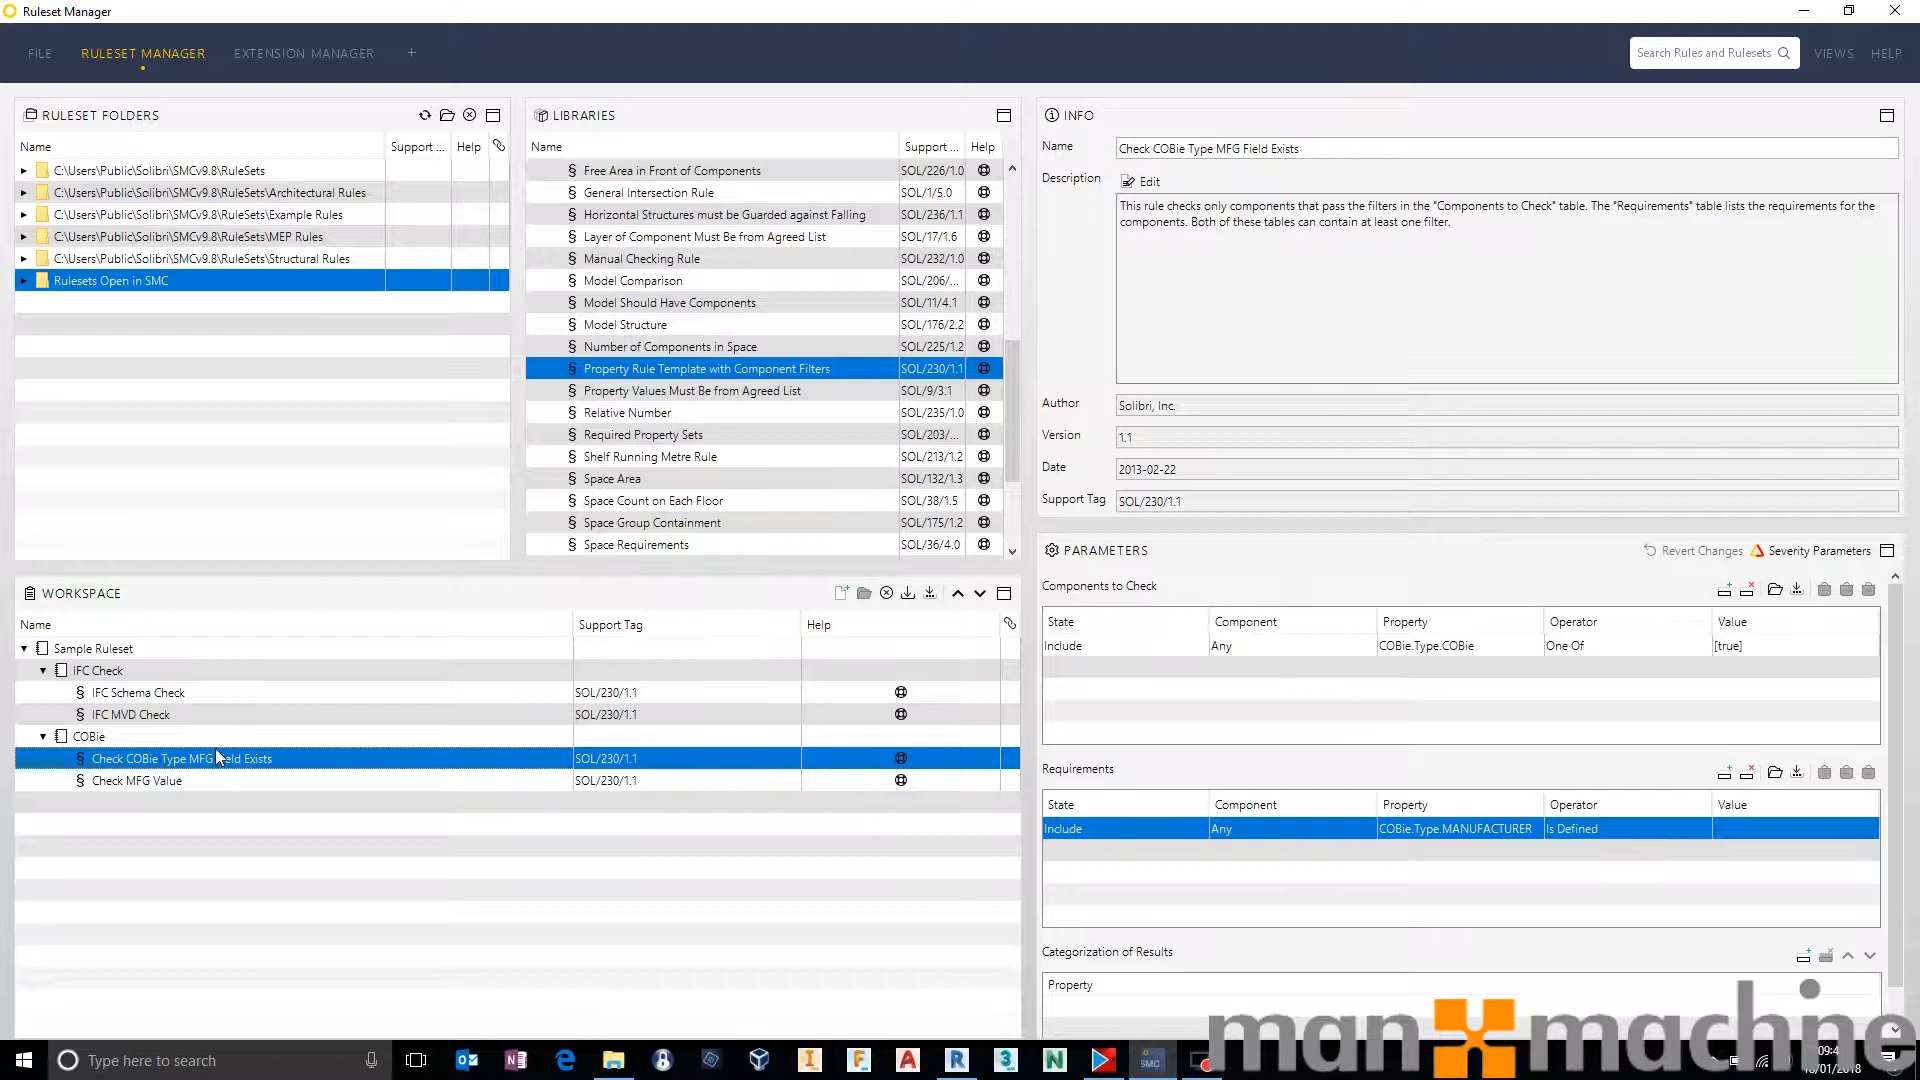 Ruleset Manager
FILE RULESET MANAGER EXTENSION MANAGER + Search Rules and Rulesets VIEWS HELP
RULESET FOLDERS
Name Support ... Help
C:\Users\Public\Solibri\SMCv9.8\RuleSets
C:\Users\Public\Solibri\SMCv9.8\RuleSets\Architectural Rules
C:\Users\Public\Solibri\SMCv9.8\RuleSets\Example Rules
C:\Users\Public\Solibri\SMCv9.8\RuleSets\MEP Rules
C:\Users\Public\Solibri\SMCv9.8\RuleSets\Structural Rules
Rulesets Open in SMC
LIBRARIES
Name Support ... Help
§ Free Area in Front of Components SOL/226/1.0
§ General Intersection Rule SOL/1/5.0
§ Horizontal Structures must be Guarded against Falling SOL/236/1.1
§ Layer of Component Must Be from Agreed List SOL/17/1.6
§ Manual Checking Rule SOL/232/1.0
§ Model Comparison SOL/206/...
§ Model Should Have Components SOL/11/4.1
§ Model Structure SOL/176/2.2
§ Number of Components in Space SOL/225/1.2
§ Property Rule Template with Component Filters SOL/230/1.1
§ Property Values Must Be from Agreed List SOL/9/3.1
§ Relative Number SOL/235/1.0
§ Required Property Sets SOL/203/...
§ Shelf Running Metre Rule SOL/213/1.2
§ Space Area SOL/132/1.3
§ Space Count on Each Floor SOL/38/1.5
§ Space Group Containment SOL/175/1.2
§ Space Requirements SOL/36/4.0
INFO
Name Check COBie Type MFG Field Exists
Description Edit
This rule checks only components that pass the filters in the "Components to Check" table. The "Requirements" table lists the requirements for the
components. Both of these tables can contain at least one filter.
Author Solibri, Inc.
Version 1.1
Date 2013-02-22
Support Tag SOL/230/1.1
WORKSPACE
Name Support Tag Help
Sample Ruleset
IFC Check
§ IFC Schema Check SOL/230/1.1
§ IFC MVD Check SOL/230/1.1
COBie
§ Check COBie Type MFG Field Exists SOL/230/1.1
§ Check MFG Value SOL/230/1.1
PARAMETERS Revert Changes Severity Parameters
Components to Check
State Component Property Operator Value
Include Any COBie.Type.COBie One Of [true]
Requirements
State Component Property Operator Value
Include Any COBie.Type.MANUFACTURER Is Defined
Categorization of Results
Property
man machine
Type here to search
SMC